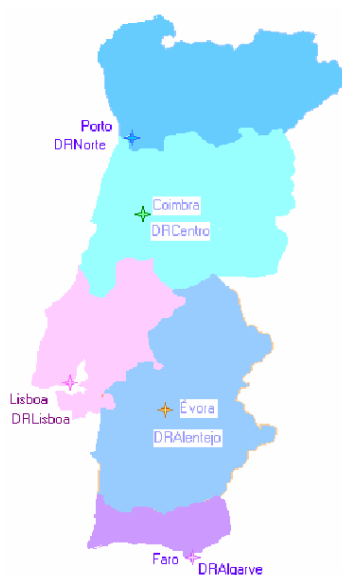 Porto
DRNorte
Coimbra
DRCentro
Lisboa
DRLisboa
Évora
DRAlentejo
Faro
DRAlgarve